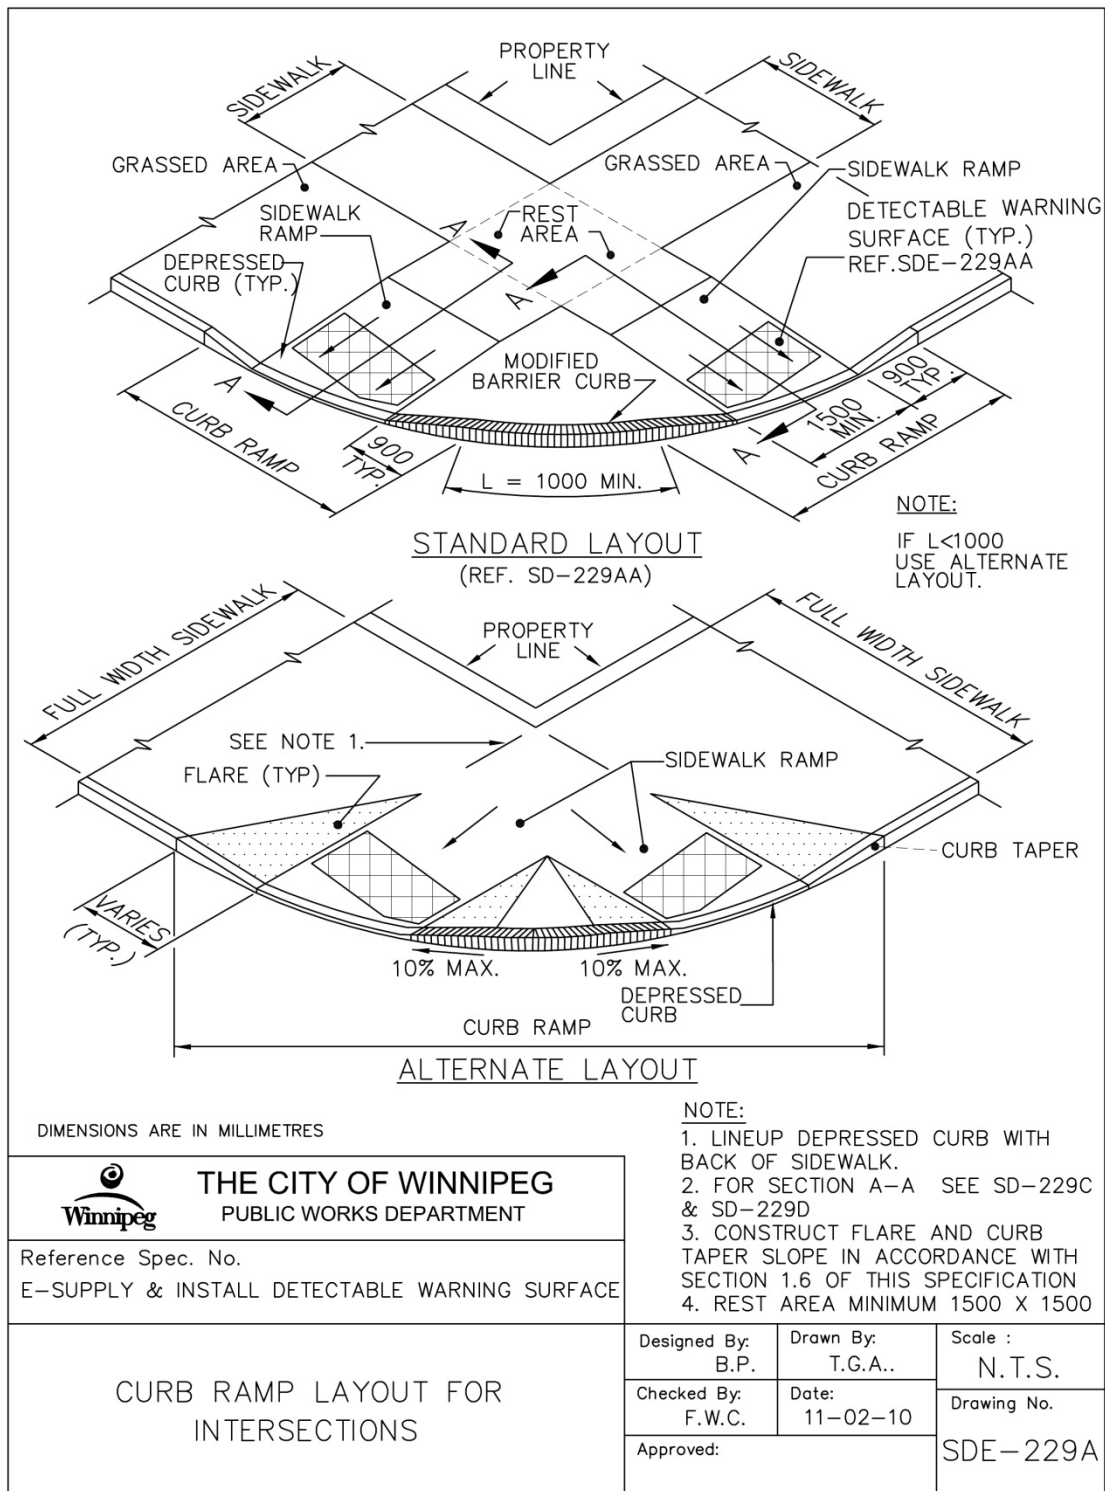 PROPERTY
LINE
SIDEWALK
SIDEWALK
GRASSED AREA
GRASSED AREA
SIDEWALK RAMP
SIDEWALK
RAMP
REST
AREA
DETECTABLE WARNING
SURFACE (TYP.)
REF.SDE-229AA
DEPRESSED
CURB (TYP.)
A
A
MODIFIED
BARRIER CURB
A
A
900
TYP.
1500
MIN.
CURB RAMP
CURB RAMP
900
TYP.
L = 1000 MIN.
STANDARD LAYOUT
(REF. SD-229AA)
NOTE:
IF L<1000
USE ALTERNATE
LAYOUT.
FULL WIDTH SIDEWALK
PROPERTY
LINE
FULL WIDTH SIDEWALK
SEE NOTE 1.
FLARE (TYP)
SIDEWALK RAMP
CURB TAPER
VARIES
(TYP.)
10% MAX.
10% MAX.
DEPRESSED
CURB
CURB RAMP
ALTERNATE LAYOUT
DIMENSIONS ARE IN MILLIMETRES
NOTE:
1. LINEUP DEPRESSED CURB WITH
BACK OF SIDEWALK.
2. FOR SECTION A-A SEE SD-229C
& SD-229D
3. CONSTRUCT FLARE AND CURB
TAPER SLOPE IN ACCORDANCE WITH
SECTION 1.6 OF THIS SPECIFICATION
4. REST AREA MINIMUM 1500 X 1500
Winnipeg
THE CITY OF WINNIPEG
PUBLIC WORKS DEPARTMENT
Reference Spec. No.
E-SUPPLY & INSTALL DETECTABLE WARNING SURFACE
CURB RAMP LAYOUT FOR
INTERSECTIONS
Designed By:
B.P.
Drawn By:
T.G.A..
Scale :
N.T.S.
Checked By:
F.W.C.
Date:
11-02-10
Drawing No.
SDE-229A
Approved: